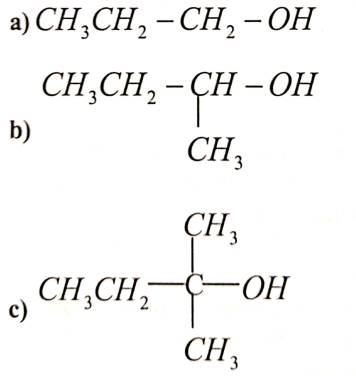 a) CH₃CH₂ – CH₂ – OH
CH₃CH₂ – CH – OH
b)
CH₃
CH₃
CH₃CH₂ — C — OH
c)
CH₃